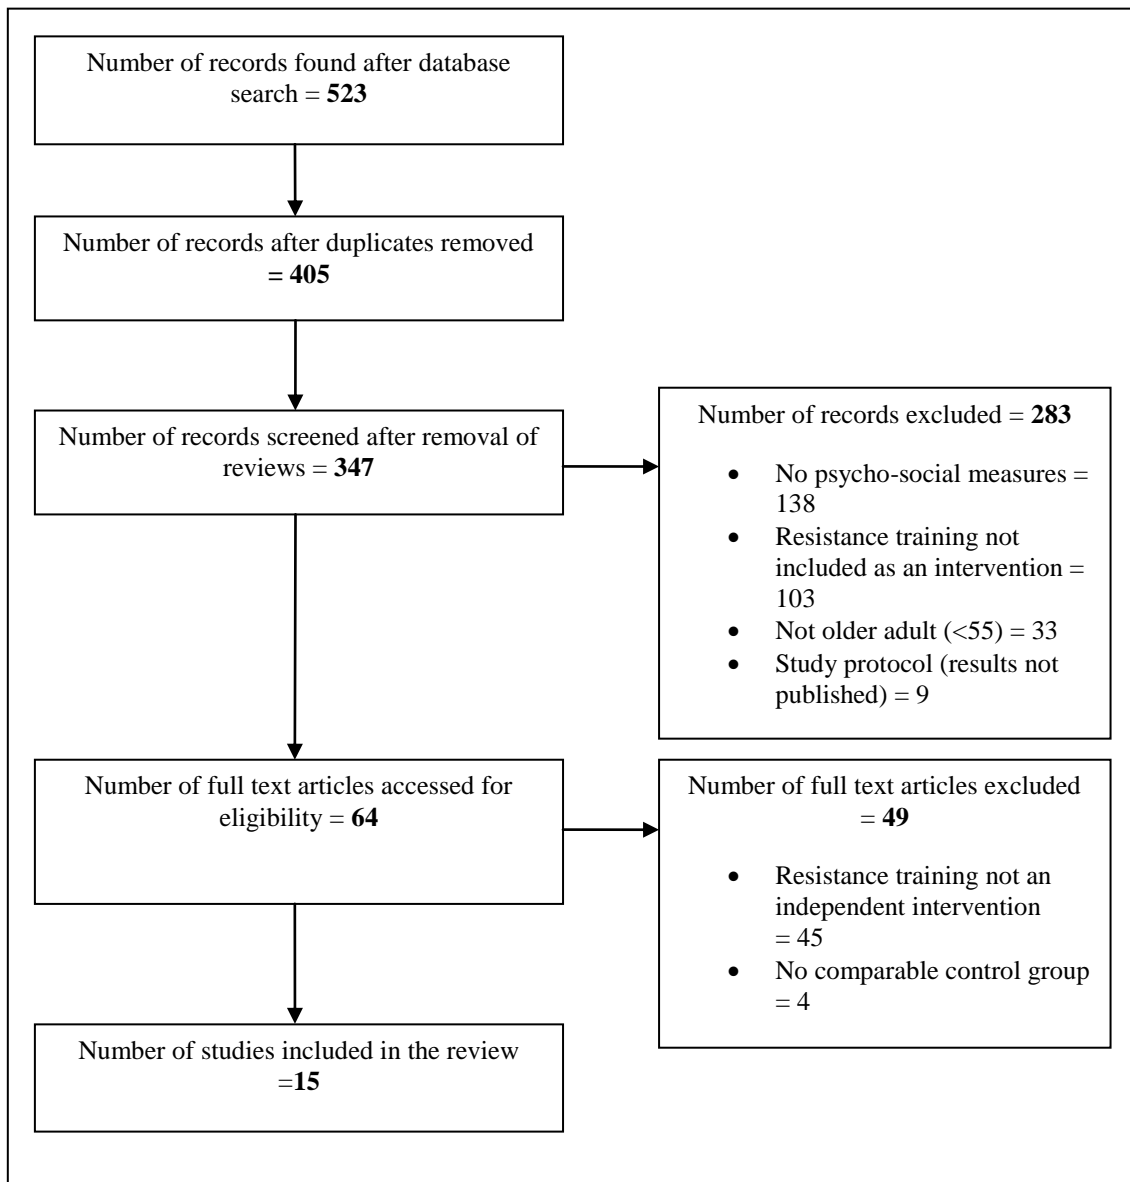 Number of records found after database
search = 523
Number of records after duplicates removed
= 405
Number of records screened after removal of
reviews = 347
Number of records excluded = 283
• No psycho-social measures =
138
• Resistance training not
included as an intervention =
103
• Not older adult (<55) = 33
• Study protocol (results not
published) = 9
Number of full text articles accessed for
eligibility = 64
Number of full text articles excluded
= 49
• Resistance training not an
independent intervention
= 45
• No comparable control group
= 4
Number of studies included in the review
=15